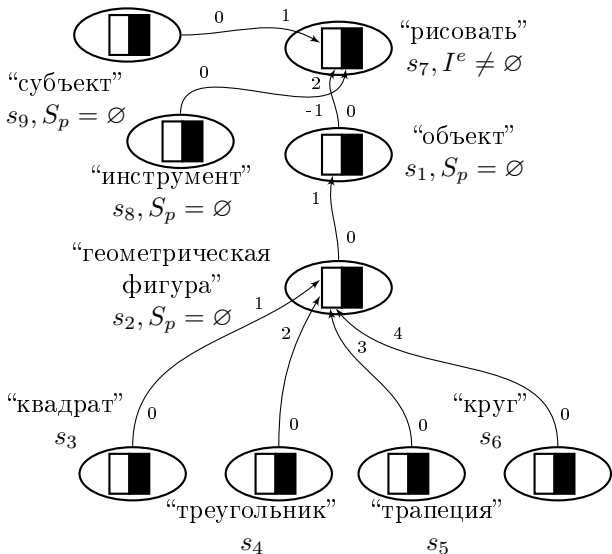 0
1
“рисовать”
s₇, Iᵉ ≠ ∅
“субъект”
s₉, Sₚ = ∅
0
2
-1
0
“объект”
s₁, Sₚ = ∅
“инструмент”
s₈, Sₚ = ∅
1
0
“геометрическая
фигура”
s₂, Sₚ = ∅
1
2
3
4
“квадрат”
s₃
0
0
0
“круг”
s₆
0
“треугольник”
s₄
“трапеция”
s₅